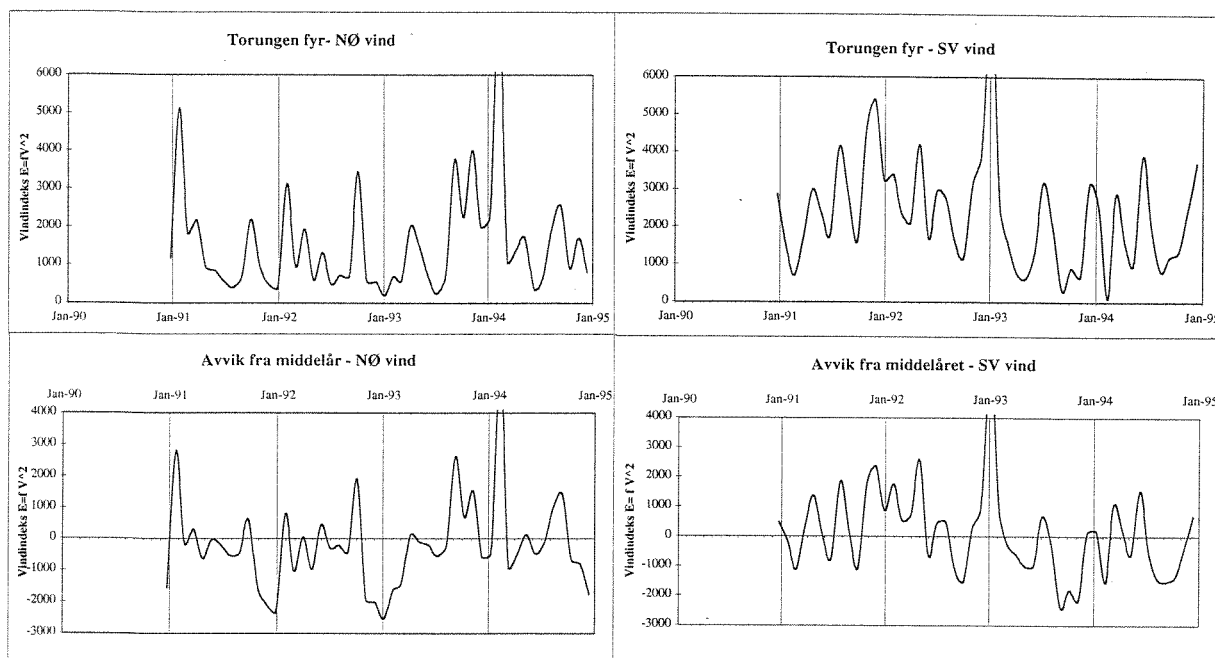 Torungen fyr- NØ vind
Vindindeks E=f V^2
6000
5000
4000
3000
2000
1000
0
Jan-90 Jan-91 Jan-92 Jan-93 Jan-94 Jan-95
Torungen fyr - SV vind
Vindindeks E=f V^2
6000
5000
4000
3000
2000
1000
0
Jan-90 Jan-91 Jan-92 Jan-93 Jan-94 Jan-95
Avvik fra middelår - NØ vind
Jan-90 Jan-91 Jan-92 Jan-93 Jan-94 Jan-95
Vindindeks E=f V^2
4000
3000
2000
1000
0
-1000
-2000
-3000
Avvik fra middelåret - SV vind
Jan-90 Jan-91 Jan-92 Jan-93 Jan-94 Jan-95
Vindindeks E= f V^2
4000
3000
2000
1000
0
-1000
-2000
-3000